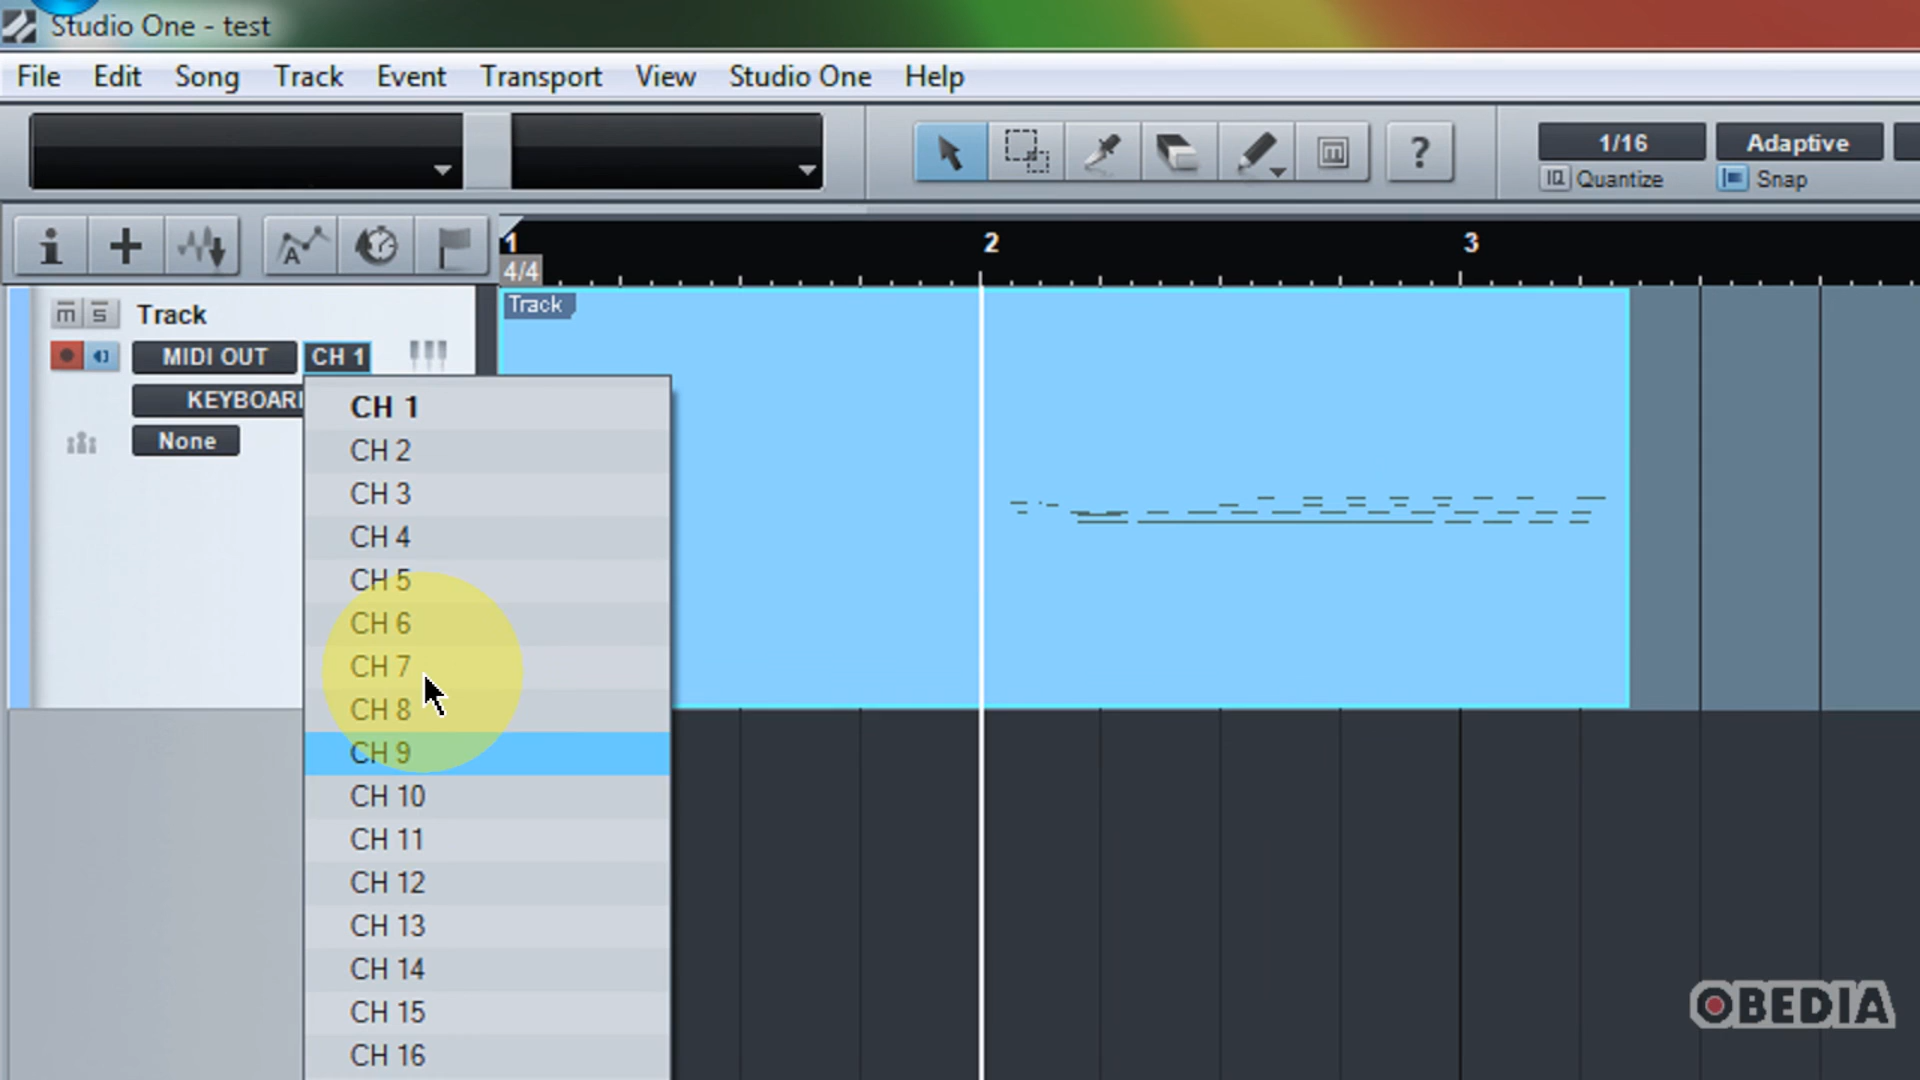 Studio One - test
File Edit Song Track Event Transport View Studio One Help
1/16 Adaptive
IQ Quantize Snap
?
1 2 3
4/4
m s Track
Track
MIDI OUT CH 1
KEYBOAR
None
CH 1
CH 2
CH 3
CH 4
CH 5
CH 6
CH 7
CH 8
CH 9
CH 10
CH 11
CH 12
CH 13
CH 14
CH 15
CH 16
OBEDIA